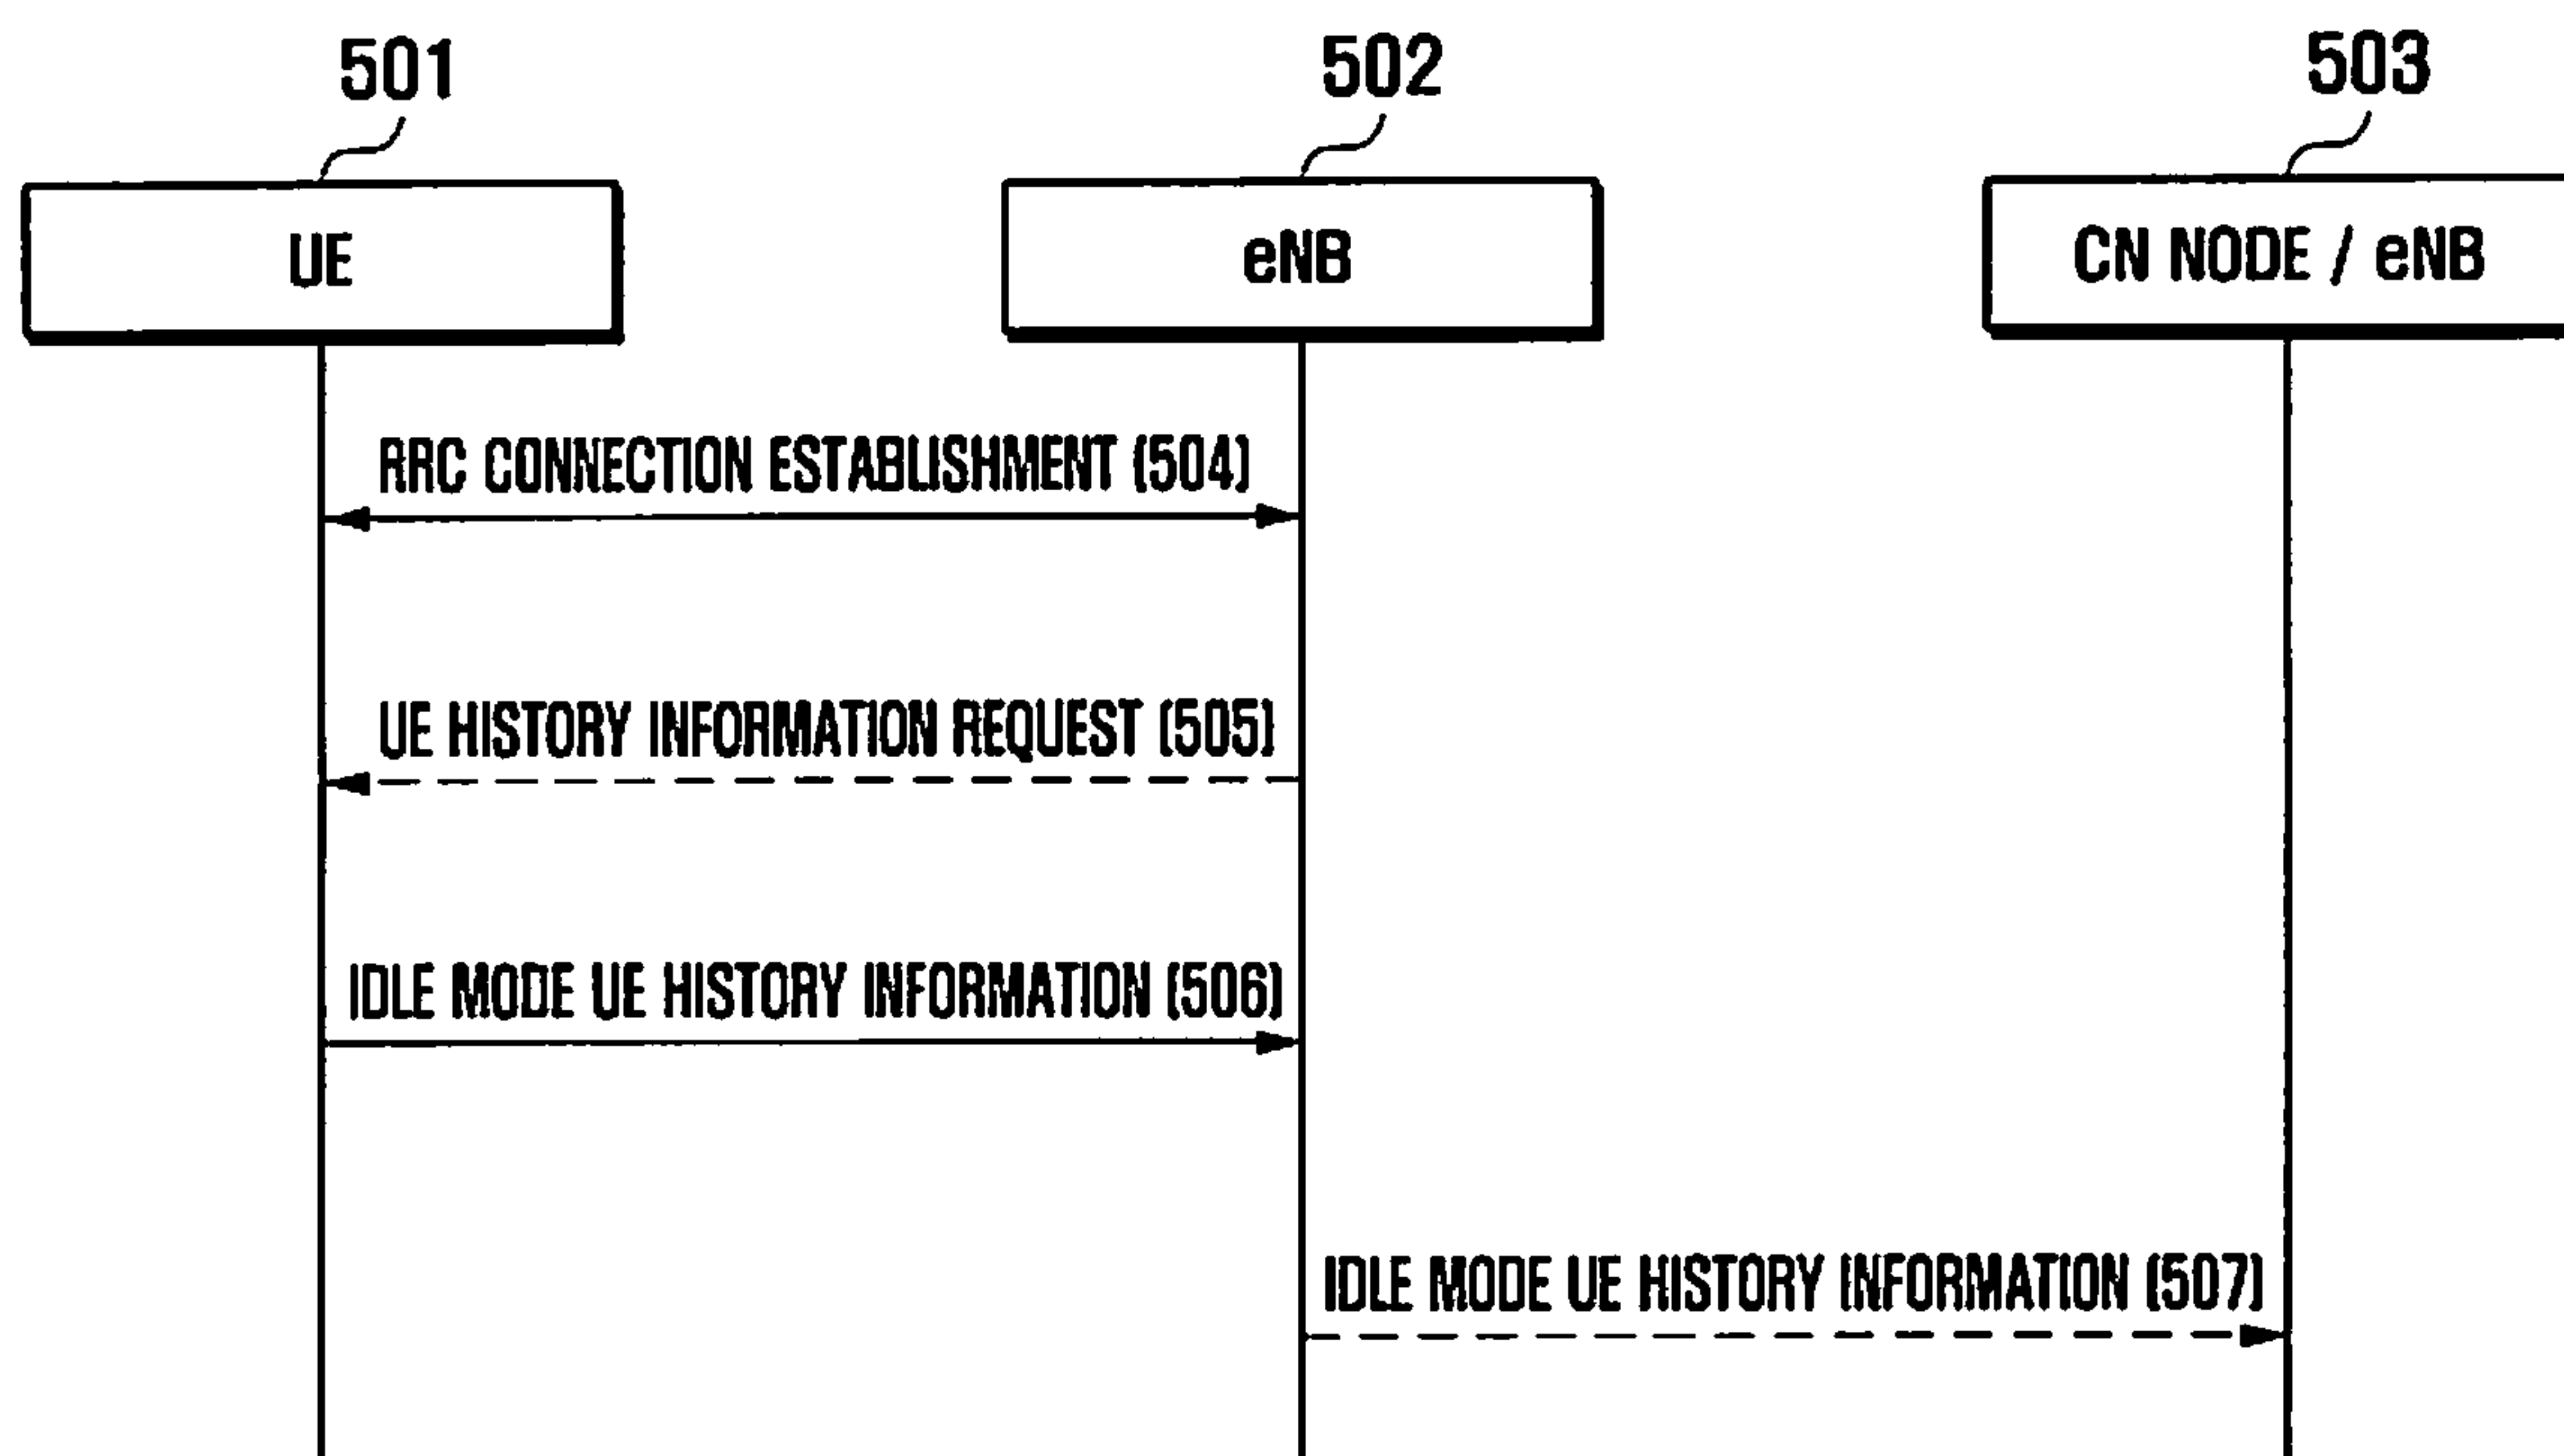 501
502
503
UE
eNB
CN NODE / eNB
RRC CONNECTION ESTABLISHMENT (504)
UE HISTORY INFORMATION REQUEST (505)
IDLE MODE UE HISTORY INFORMATION (506)
IDLE MODE UE HISTORY INFORMATION (507)